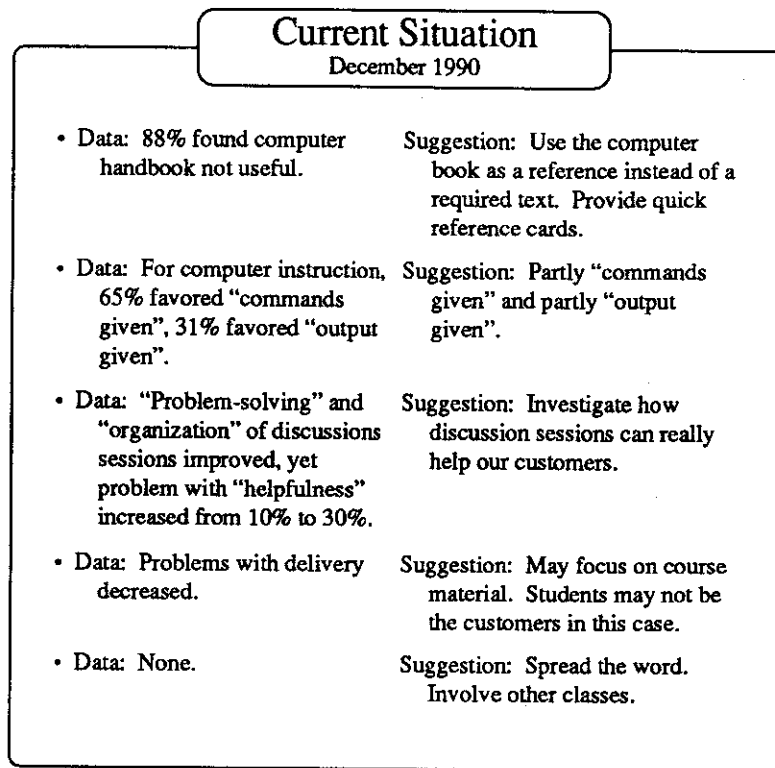 Current Situation
December 1990
• Data: 88% found computer
handbook not useful.
Suggestion: Use the computer
book as a reference instead of a
required text. Provide quick
reference cards.
• Data: For computer instruction,
65% favored “commands
given”, 31% favored “output
given”.
Suggestion: Partly “commands
given” and partly “output
given”.
• Data: “Problem-solving” and
“organization” of discussions
sessions improved, yet
problem with “helpfulness”
increased from 10% to 30%.
Suggestion: Investigate how
discussion sessions can really
help our customers.
• Data: Problems with delivery
decreased.
Suggestion: May focus on course
material. Students may not be
the customers in this case.
• Data: None.
Suggestion: Spread the word.
Involve other classes.